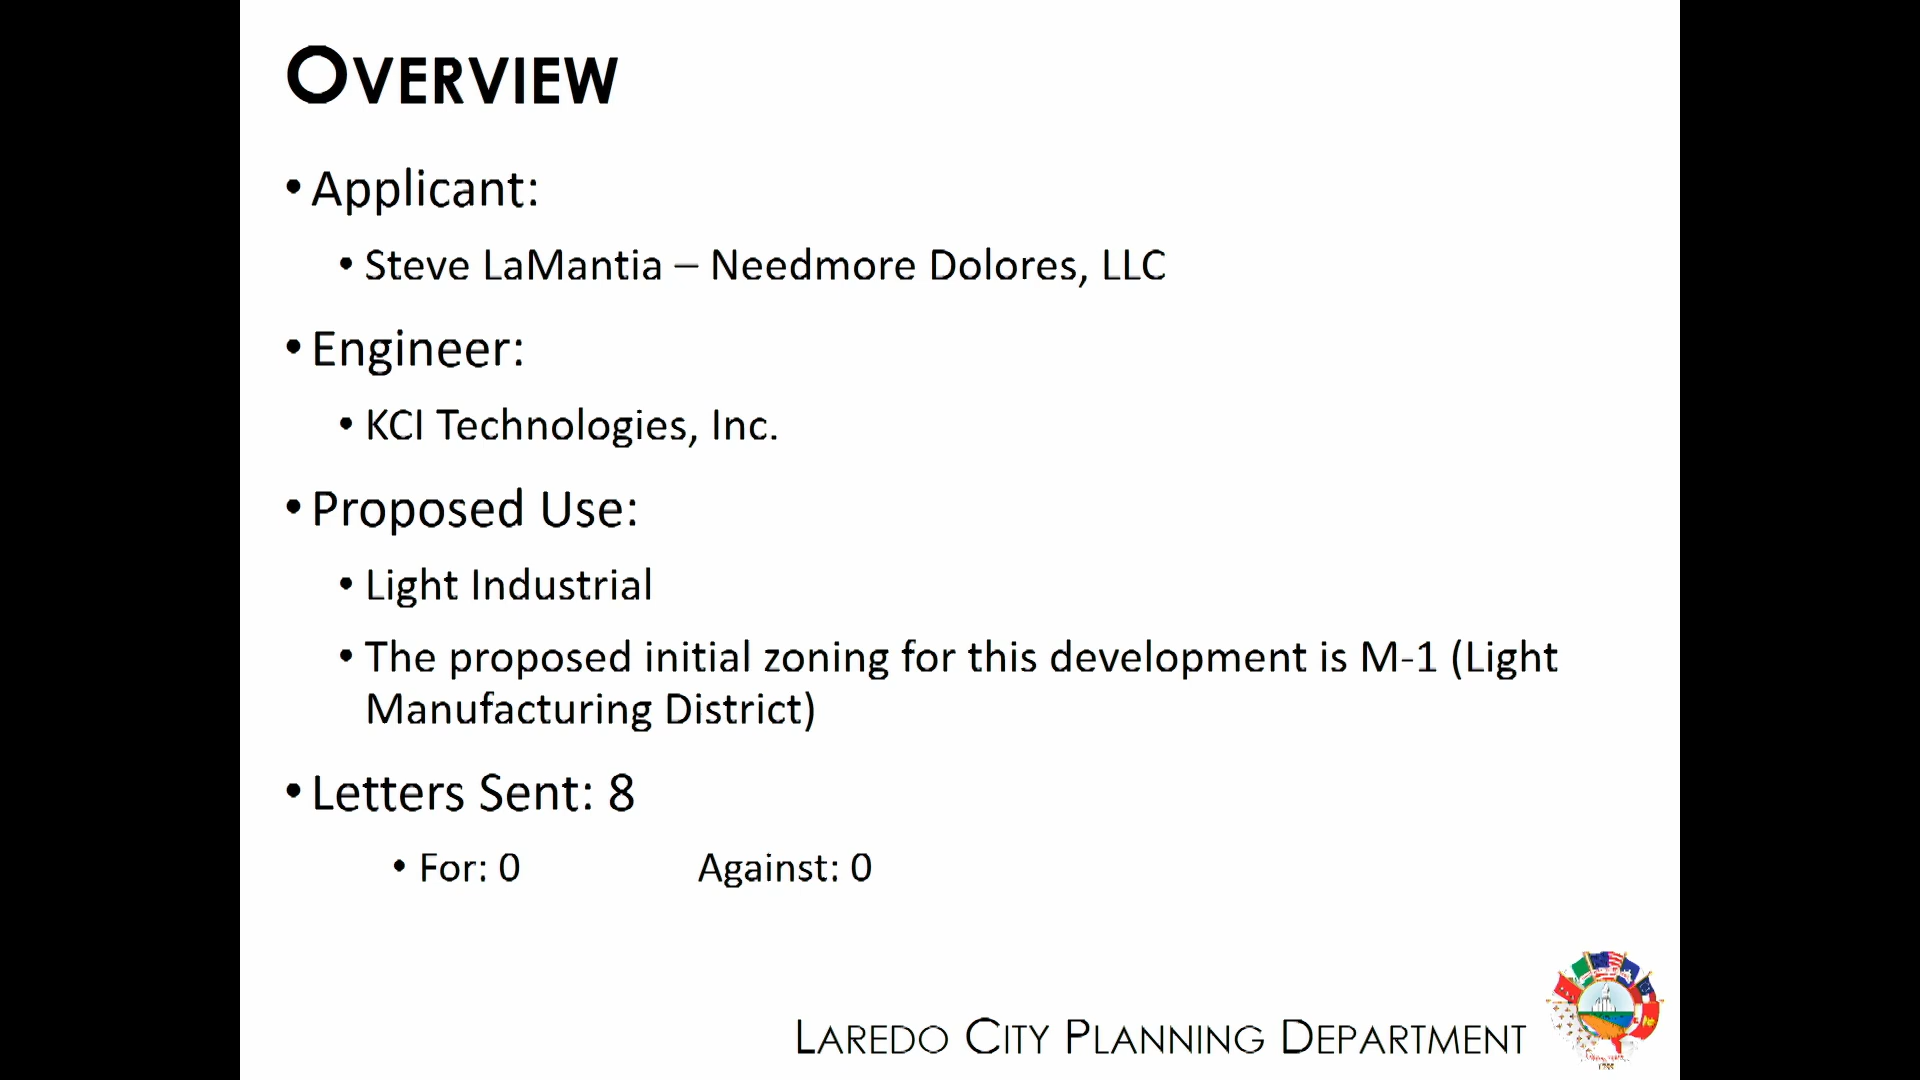 OVERVIEW
• Applicant:
• Steve LaMantia – Needmore Dolores, LLC
• Engineer:
• KCI Technologies, Inc.
• Proposed Use:
• Light Industrial
• The proposed initial zoning for this development is M-1 (Light
Manufacturing District)
• Letters Sent: 8
• For: 0 Against: 0
LAREDO CITY PLANNING DEPARTMENT